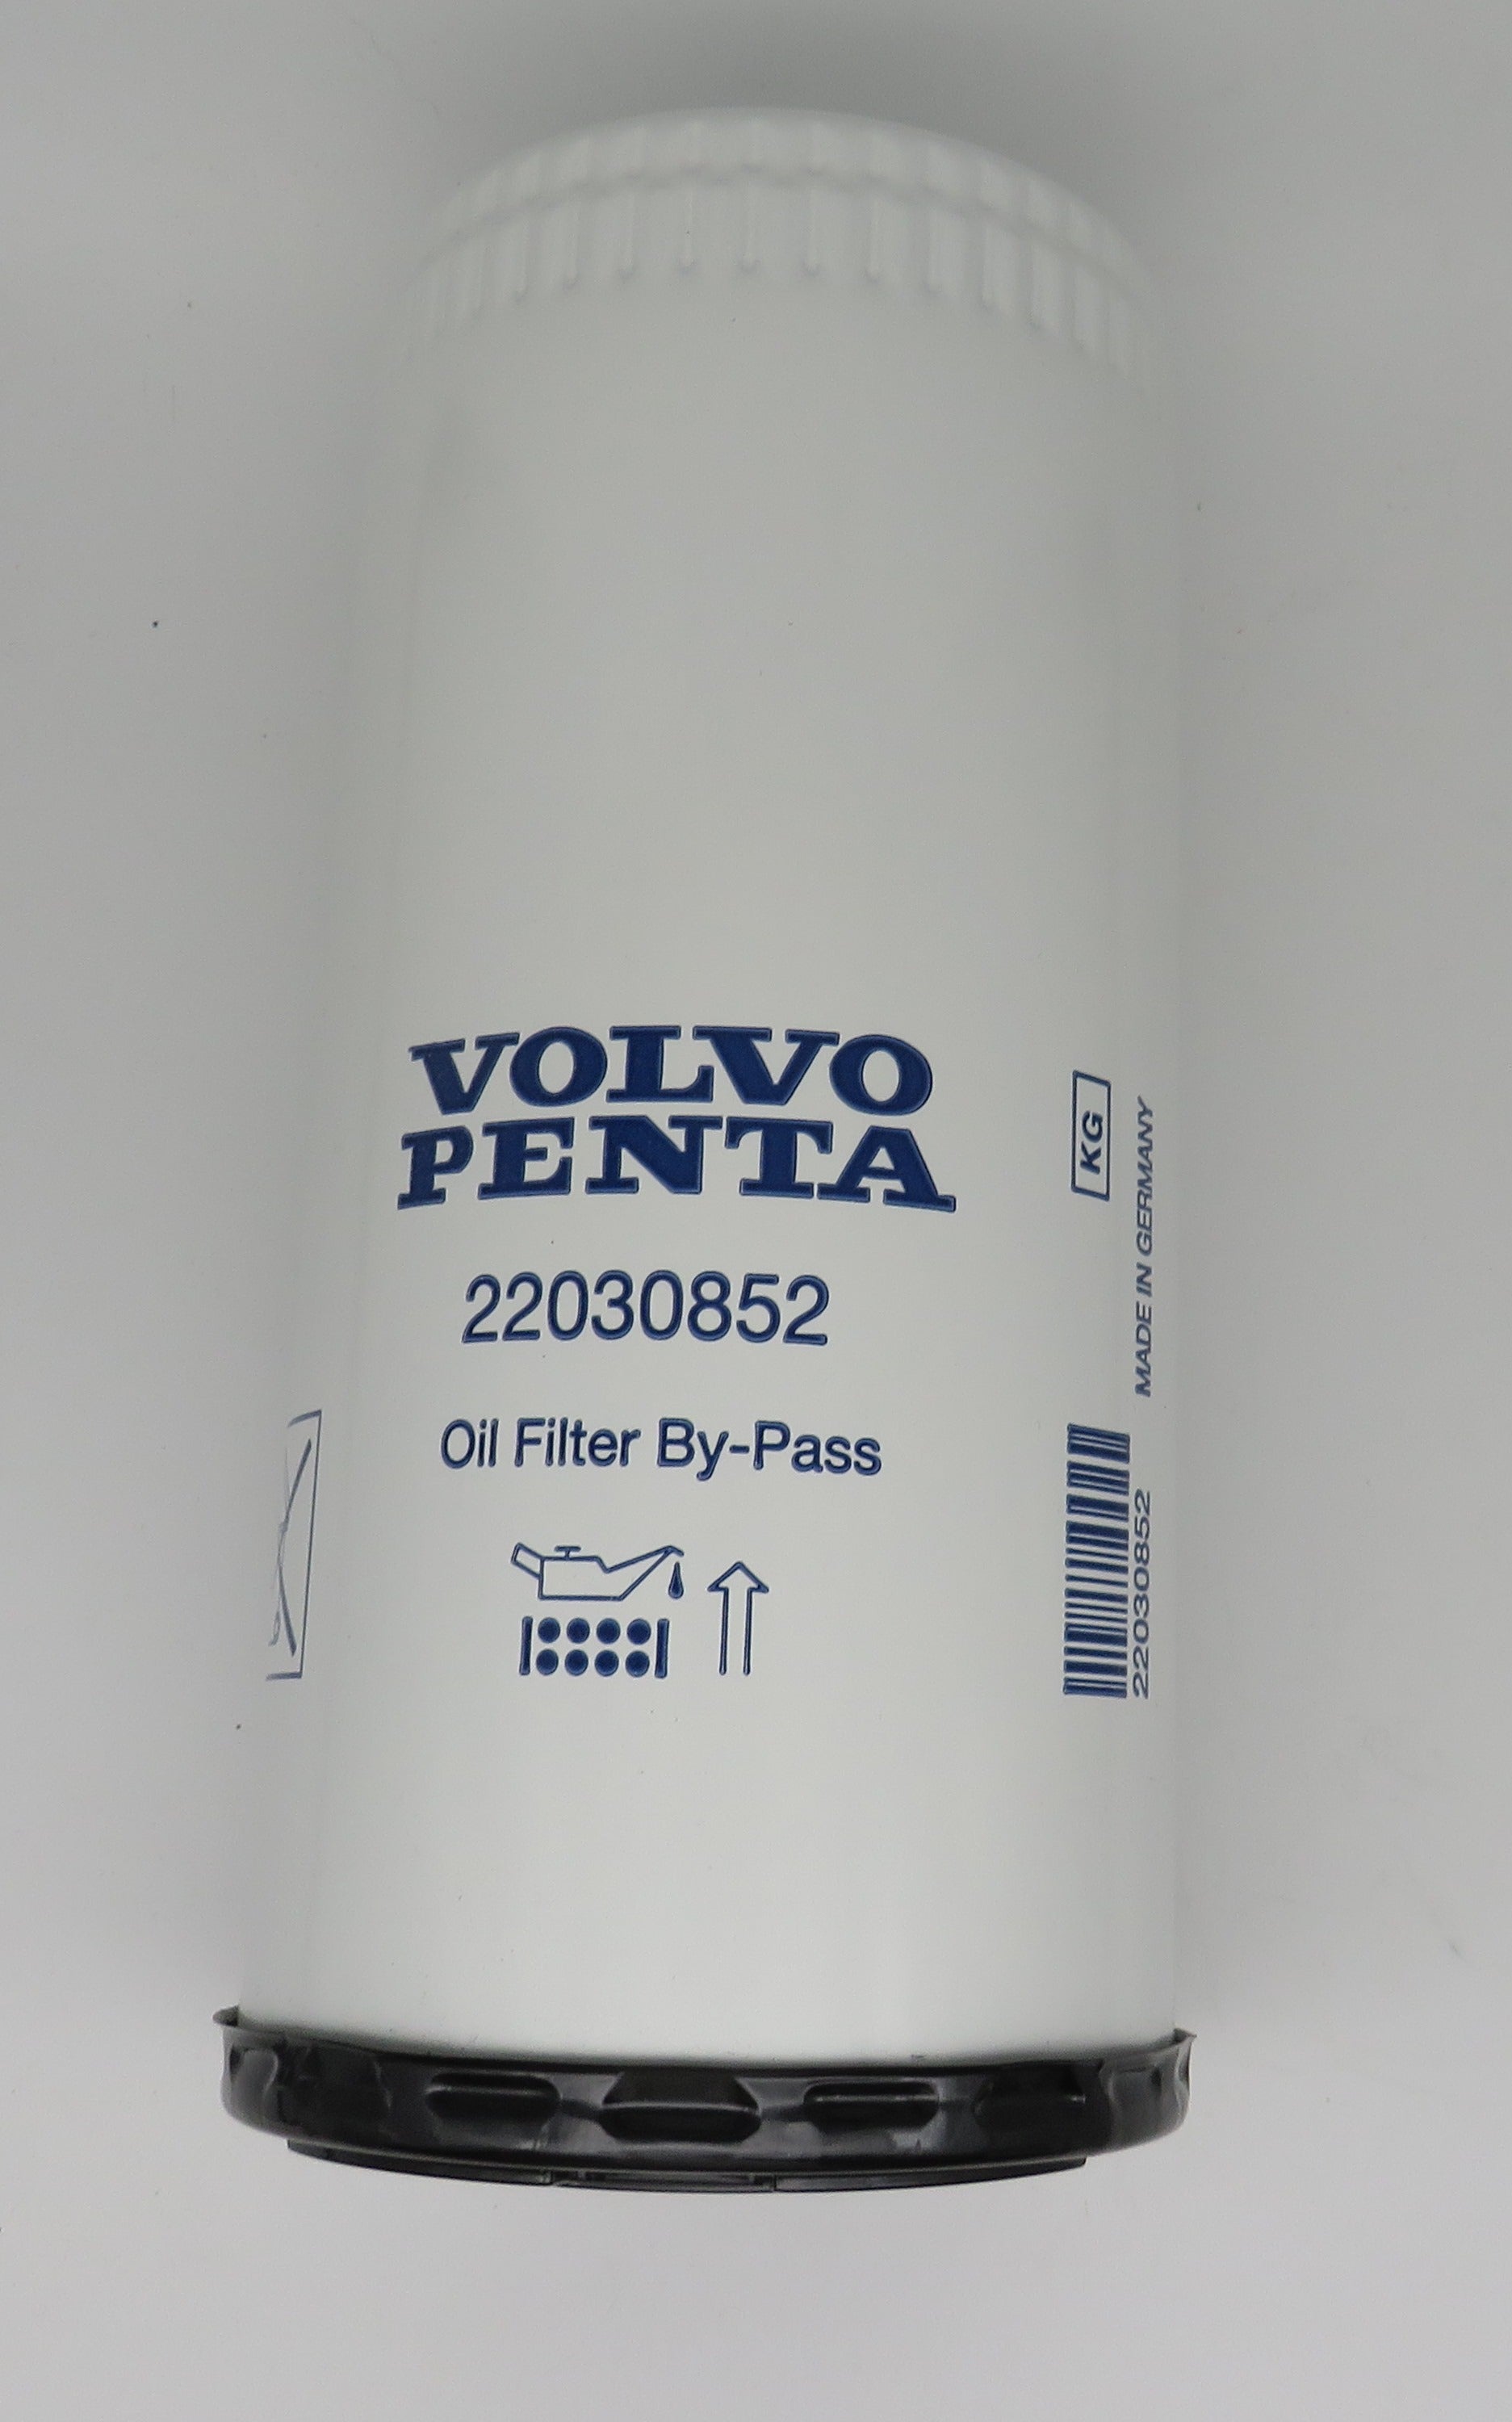 VOLVO
PENTA
22030852
Oil Filter By-Pass
KG
MADE IN GERMANY
22030852